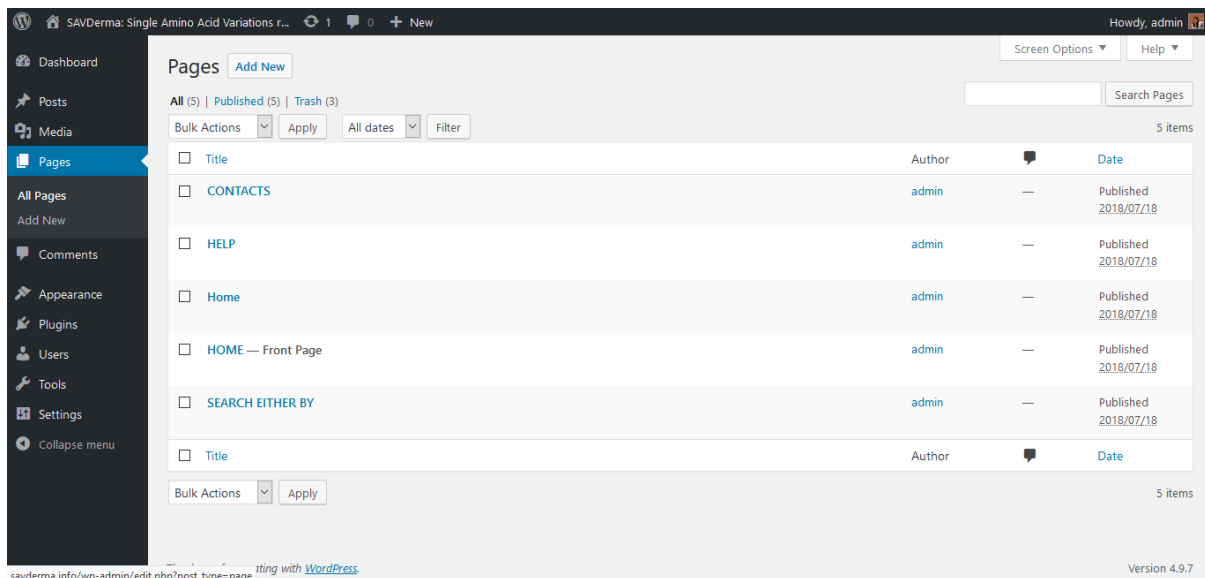 SAVDerma: Single Amino Acid Variations r... 1 0 New Howdy, admin
Dashboard
Posts
Media
Pages
All Pages
Add New
Comments
Appearance
Plugins
Users
Tools
Settings
Collapse menu
Screen Options Help
Pages Add New
All (5) | Published (5) | Trash (3)
Search Pages
Bulk Actions Apply All dates Filter 5 items
Title Author Date
CONTACTS admin — Published
2018/07/18
HELP admin — Published
2018/07/18
Home admin — Published
2018/07/18
HOME — Front Page admin — Published
2018/07/18
SEARCH EITHER BY admin — Published
2018/07/18
Title Author Date
Bulk Actions Apply 5 items
ating with WordPress. Version 4.9.7
savderma.info/wp-admin/edit.php?post_type=page